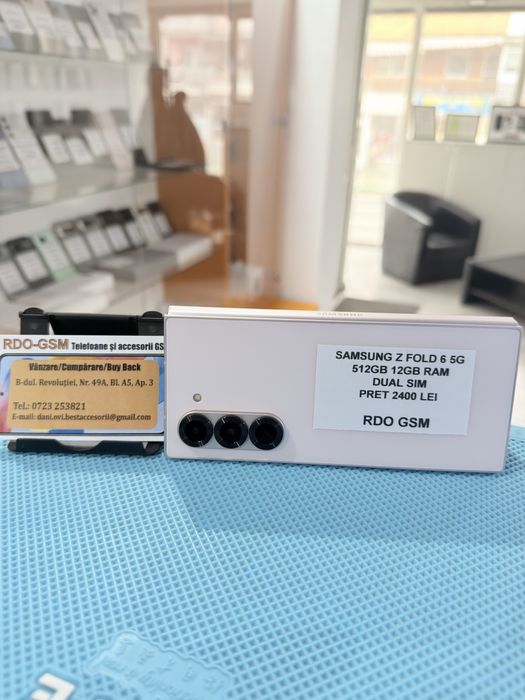 SAMSUNG
SAMSUNG Z FOLD 6 5G
512GB 12GB RAM
DUAL SIM
PRET 2400 LEI
RDO GSM
RDO-GSM Telefoane și accesorii GS
Vânzare/Cumpărare/Buy Back
B-dul. Revoluției, Nr. 49A, Bl. A5, Ap. 3
Tel.: 0723 253821
E-mail: dani.ovi.bestaccesorii@gmail.com